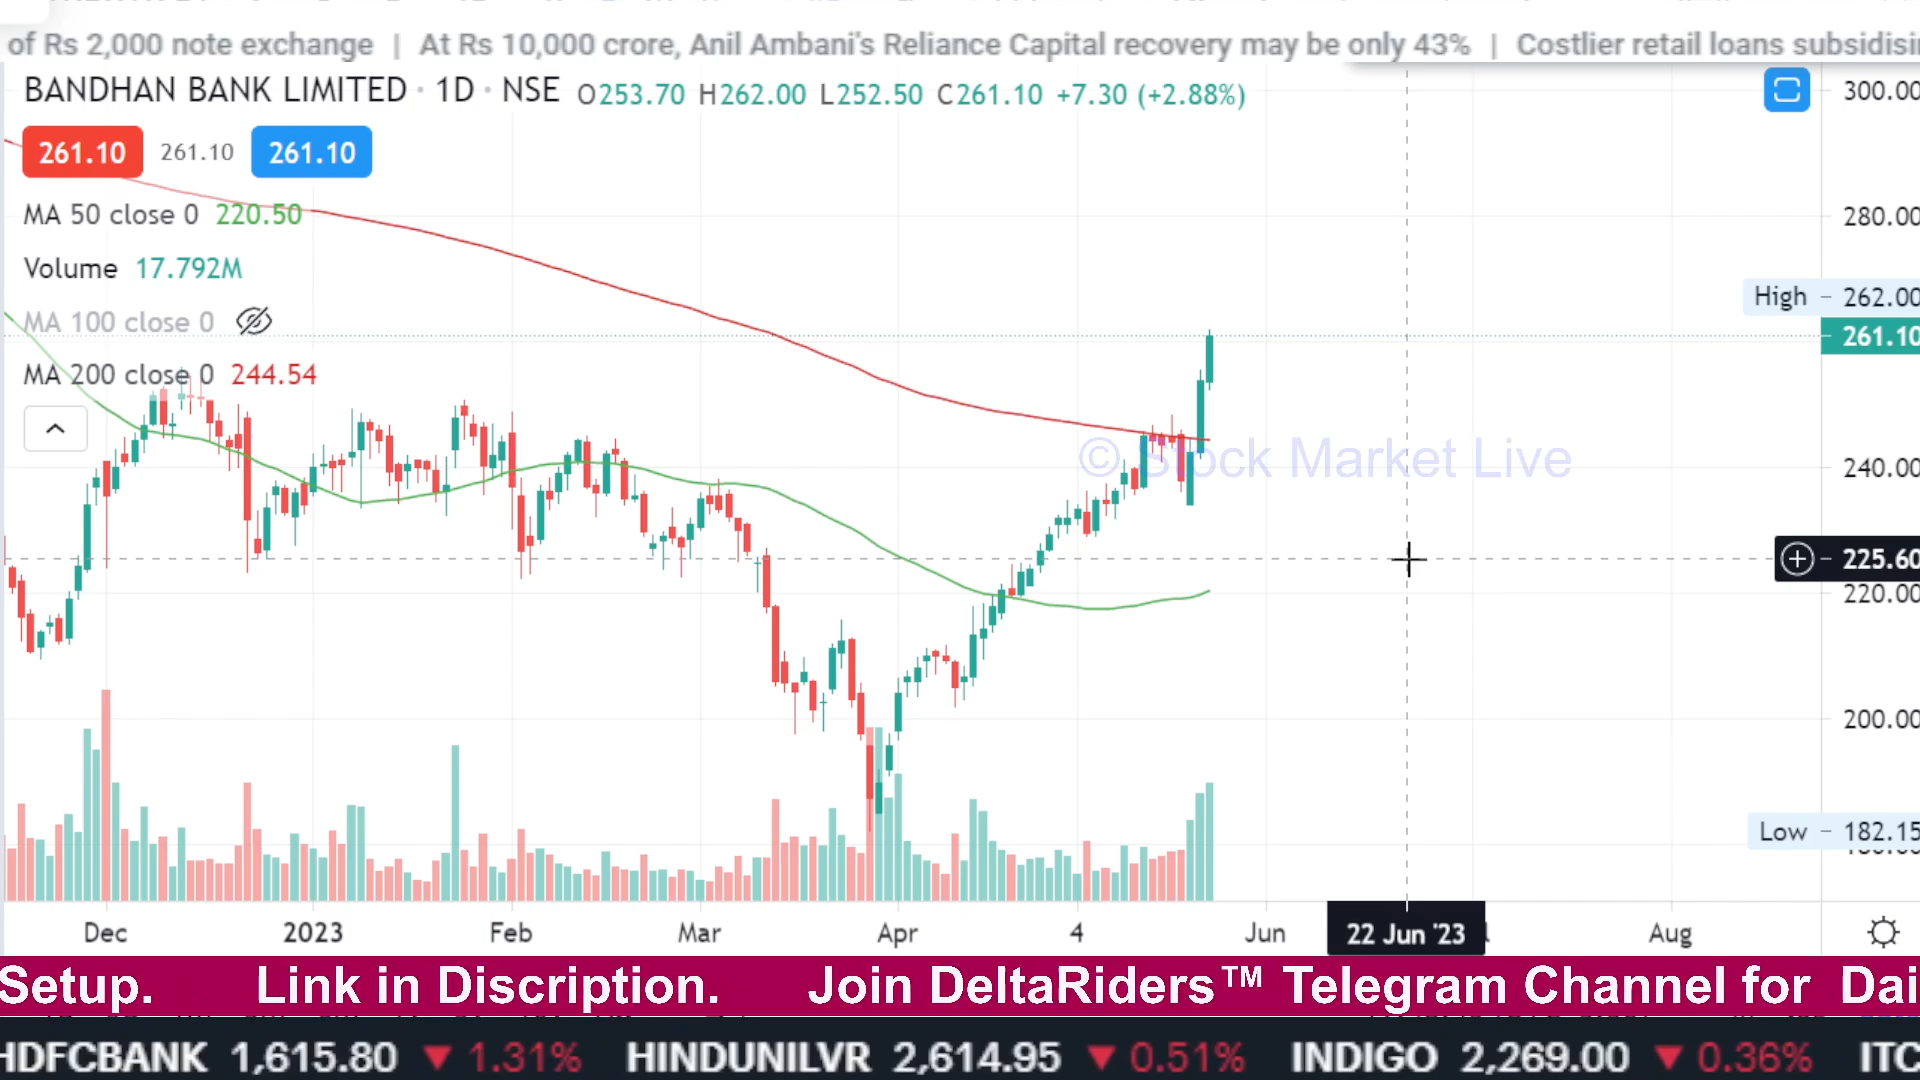 of Rs 2,000 note exchange | At Rs 10,000 crore, Anil Ambani's Reliance Capital recovery may be only 43% | Costlier retail loans
BANDHAN BANK LIMITED · 1D · NSE O253.70 H262.00 L252.50 C261.10 +7.30 (+2.88%)
300.00
261.10 261.10 261.10
MA 50 close 0 220.50
280.00
Volume 17.792M
High 262.00
MA 100 close 0
261.10
MA 200 close 0 244.54
© Stock Market Live
240.00
225.60
220.00
200.00
Low 182.15
Dec 2023 Feb Mar Apr 4 Jun 22 Jun '23 Aug
Setup. Link in Discription. Join DeltaRiders™ Telegram Channel for Dai
HDFCBANK 1,615.80 ▼ 1.31% HINDUNILVR 2,614.95 ▼ 0.51% INDIGO 2,269.00 ▼ 0.36% ITC